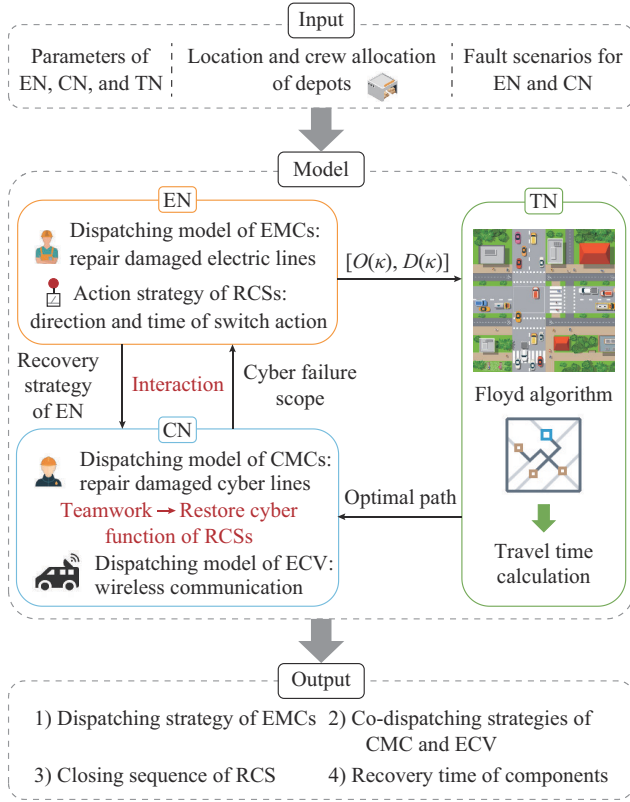 Input
Parameters of
EN, CN, and TN
Location and crew allocation
of depots
Fault scenarios for
EN and CN
Model
EN
Dispatching model of EMCs:
repair damaged electric lines
Action strategy of RCSs:
direction and time of switch action
[O(κ), D(κ)]
TN
Floyd algorithm
Travel time
calculation
Recovery
strategy
of EN
Interaction
Cyber failure
scope
CN
Dispatching model of CMCs:
repair damaged cyber lines
Teamwork → Restore cyber
function of RCSs
Dispatching model of ECV:
wireless communication
Optimal path
Output
1) Dispatching strategy of EMCs
2) Co-dispatching strategies of
CMC and ECV
3) Closing sequence of RCS
4) Recovery time of components